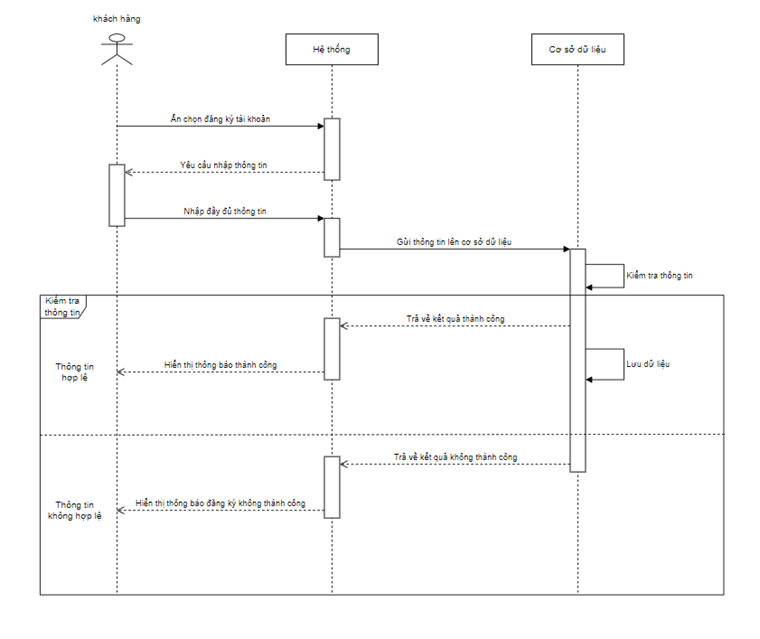 khách hàng
Hệ thống
Cơ sở dữ liệu
Ấn chọn đăng ký tài khoản
Yêu cầu nhập thông tin
Nhập đầy đủ thông tin
Gửi thông tin lên cơ sở dữ liệu
Kiểm tra thông tin
Kiểm tra
thông tin
Trả về kết quả thành công
Thông tin
hợp lệ
Hiển thị thông báo thành công
Lưu dữ liệu
Trả về kết quả không thành công
Thông tin
không hợp lệ
Hiển thị thông báo đăng ký không thành công